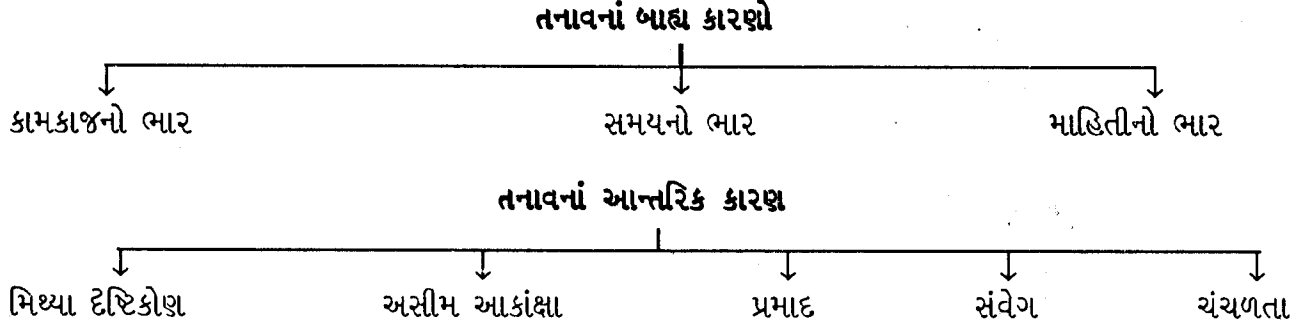 તનાવનાં બાહ્ય કારણો
કામકાજનો ભાર સમયનો ભાર માહિતીનો ભાર
તનાવનાં આન્તરિક કારણ
મિથ્યા દૃષ્ટિકોણ અસીમ આકાંક્ષા પ્રમાદ સંવેગ ચંચળતા